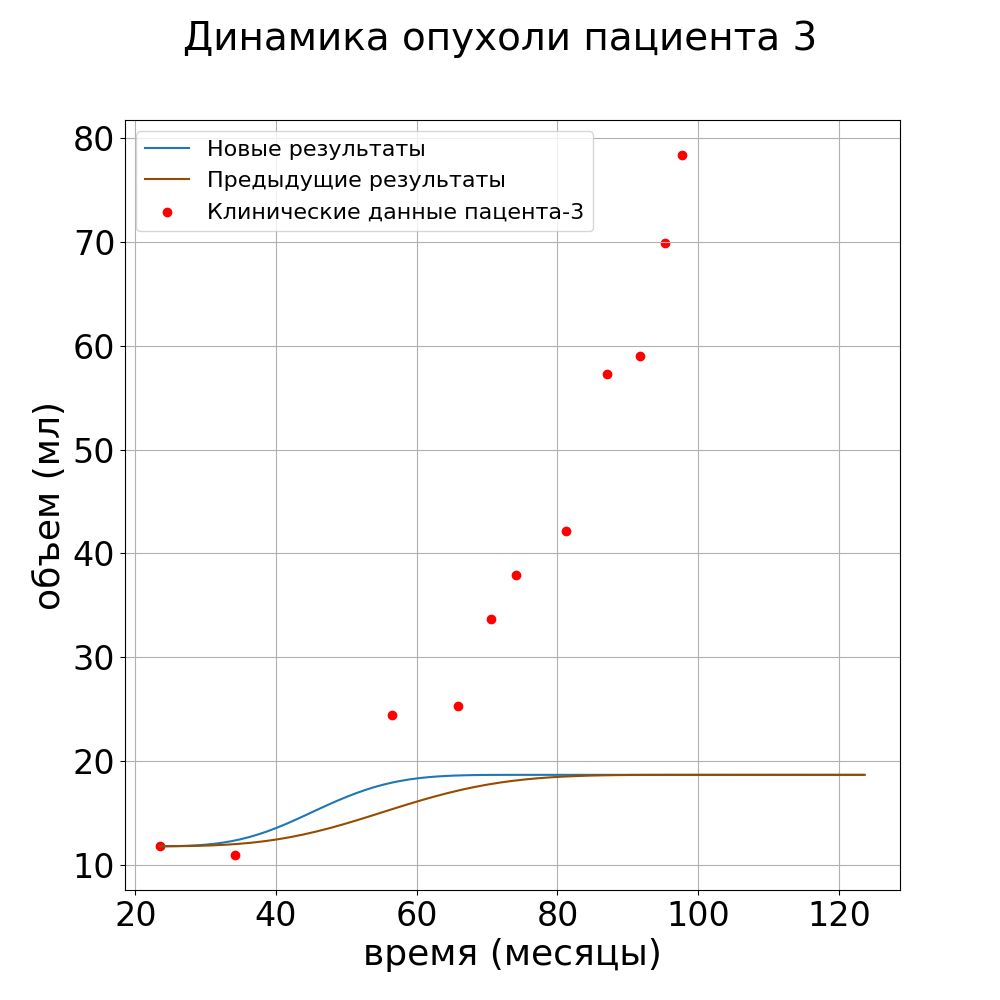 Динамика опухоли пациента 3
Новые результаты
Предыдущие результаты
Клинические данные пацента-3
80
70
60
50
40
30
20
10
объем (мл)
20 40 60 80 100 120
время (месяцы)